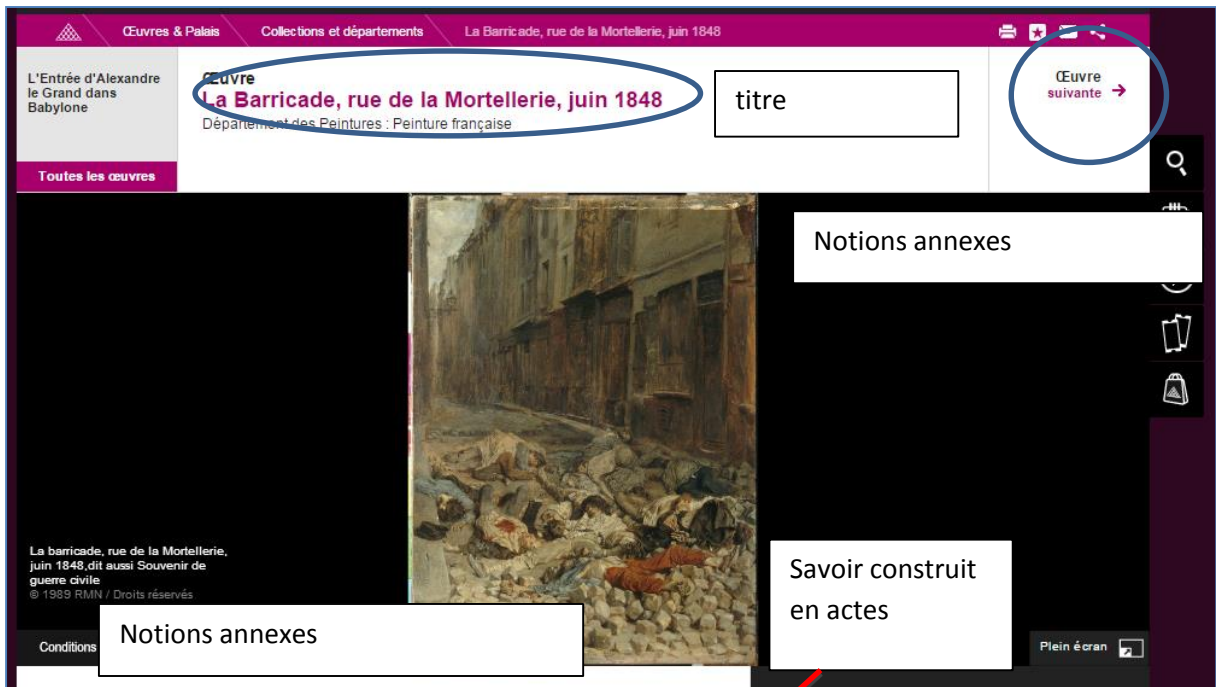 Œuvres & Palais
Collections et départements
La Barricade, rue de la Mortellerie, juin 1848
L'Entrée d'Alexandre
le Grand dans
Babylone
Toutes les œuvres
Œuvre
La Barricade, rue de la Mortellerie, juin 1848
Département des Peintures : Peinture française
titre
Œuvre
suivante →
Notions annexes
La barricade, rue de la Mortellerie,
juin 1848,dit aussi Souvenir de
guerre civile
© 1989 RMN / Droits réservés
Savoir construit
en actes
Conditions
Notions annexes
Plein écran